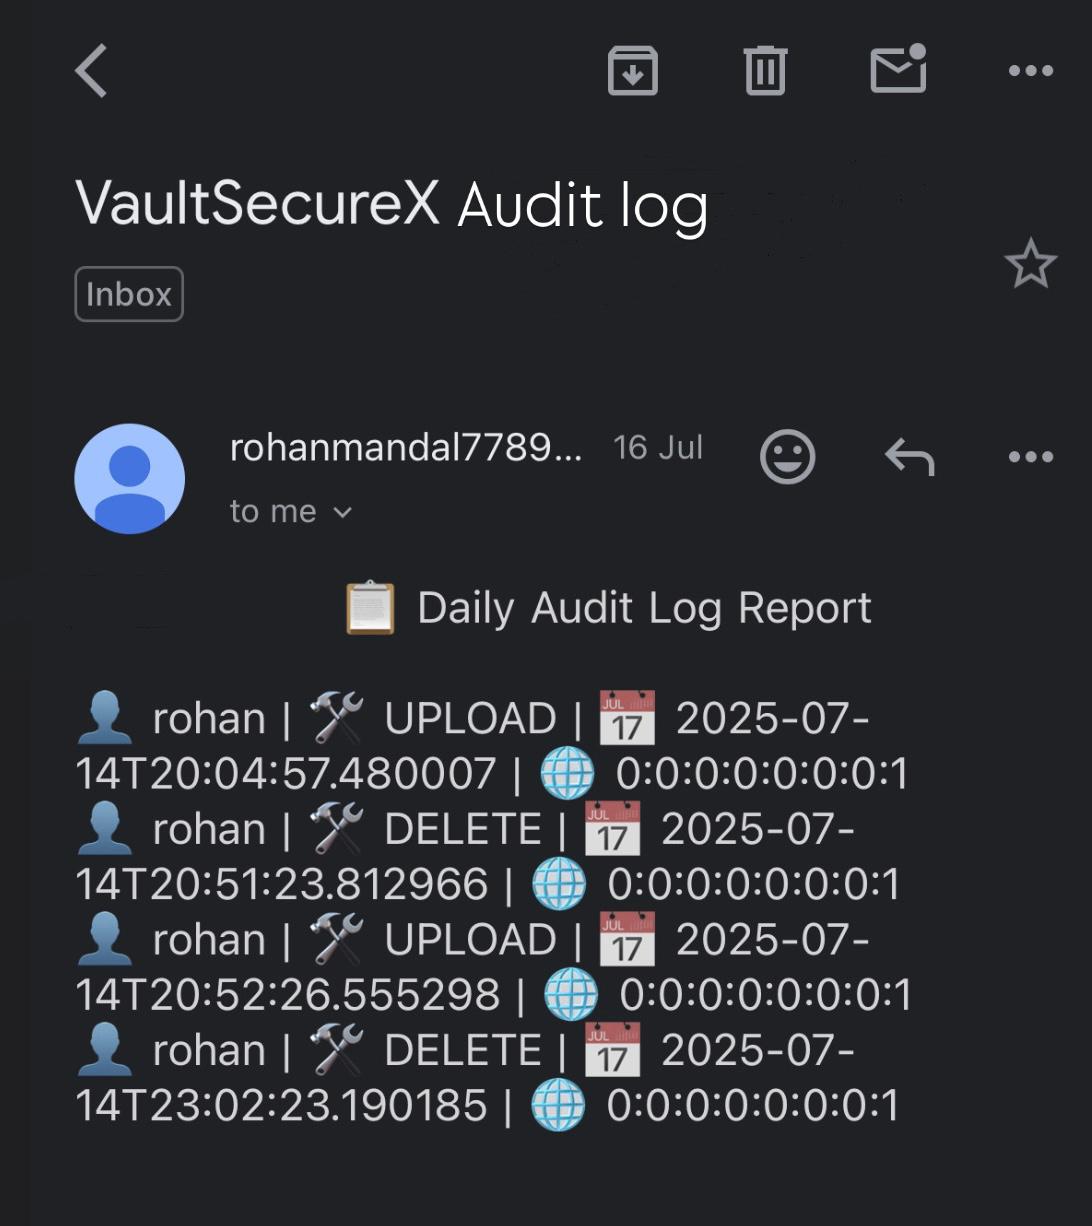 VaultSecureX Audit log
Inbox
rohanmandal7789... 16 Jul
to me
📋 Daily Audit Log Report
👤 rohan | 🛠️ UPLOAD | 📅 2025-07-
14T20:04:57.480007 | 🌐 0:0:0:0:0:0:0:1
👤 rohan | 🛠️ DELETE | 📅 2025-07-
14T20:51:23.812966 | 🌐 0:0:0:0:0:0:0:1
👤 rohan | 🛠️ UPLOAD | 📅 2025-07-
14T20:52:26.555298 | 🌐 0:0:0:0:0:0:0:1
👤 rohan | 🛠️ DELETE | 📅 2025-07-
14T23:02:23.190185 | 🌐 0:0:0:0:0:0:0:1